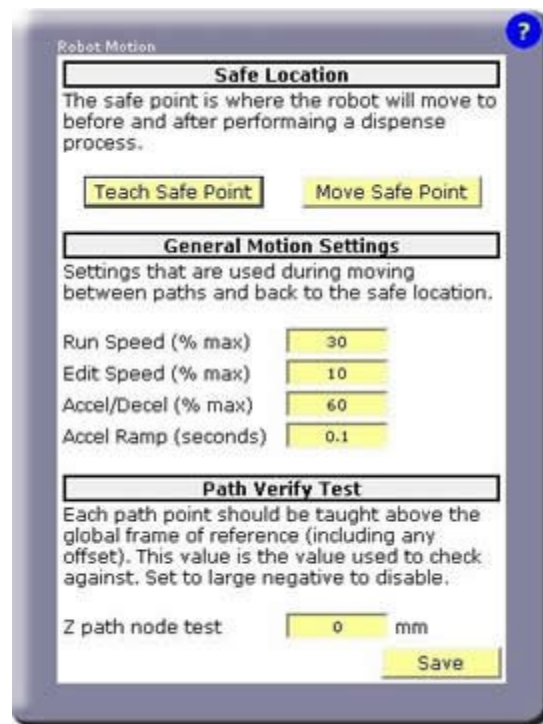 ?
Robot Motion
Safe Location
The safe point is where the robot will move to
before and after performaing a dispense
process.
Teach Safe Point Move Safe Point
General Motion Settings
Settings that are used during moving
between paths and back to the safe location.
Run Speed (% max) 30
Edit Speed (% max) 10
Accel/Decel (% max) 60
Accel Ramp (seconds) 0.1
Path Verify Test
Each path point should be taught above the
global frame of reference (including any
offset). This value is the value used to check
against. Set to large negative to disable.
Z path node test 0 mm
Save